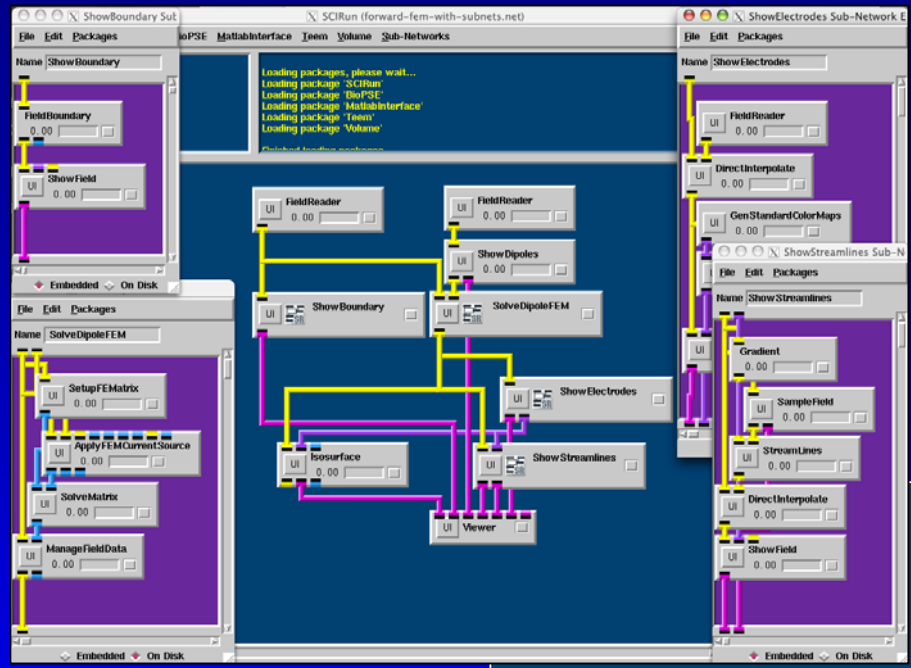 ShowBoundary Sub
File Edit Packages
Name ShowBoundary
FieldBoundary
0.00
UI ShowField
0.00
Embedded On Disk
File Edit Packages
Name SolveDipoleFEM
UI SetupFEMatrix
0.00
UI ApplyFEMCurrentSource
0.00
UI SolveMatrix
0.00
UI ManageFieldData
0.00
Embedded On Disk
SCIRun (forward-fem-with-subnets.net)
ioPSE MatlabInterface Teem Volume Sub-Networks
Loading packages, please wait...
Loading package 'SCIRun'
Loading package 'BioPSE'
Loading package 'MatlabInterface'
Loading package 'Teem'
Loading package 'Volume'
Finished loading packages
UI FieldReader
0.00
UI FieldReader
0.00
UI ShowDipoles
0.00
UI ShowBoundary
UI SolveDipoleFEM
UI ShowElectrodes
UI Isosurface
0.00
UI ShowStreamlines
UI Viewer
ShowElectrodes Sub-Network E
File Edit Packages
Name ShowElectrodes
UI FieldReader
0.00
UI DirectInterpolate
0.00
UI GenStandardColorMaps
0.00
UI
UI
ShowStreamlines Sub-N
File Edit Packages
Name ShowStreamlines
Gradient
0.00
UI SampleField
0.00
UI StreamLines
0.00
UI DirectInterpolate
0.00
UI ShowField
0.00
Embedded On Disk